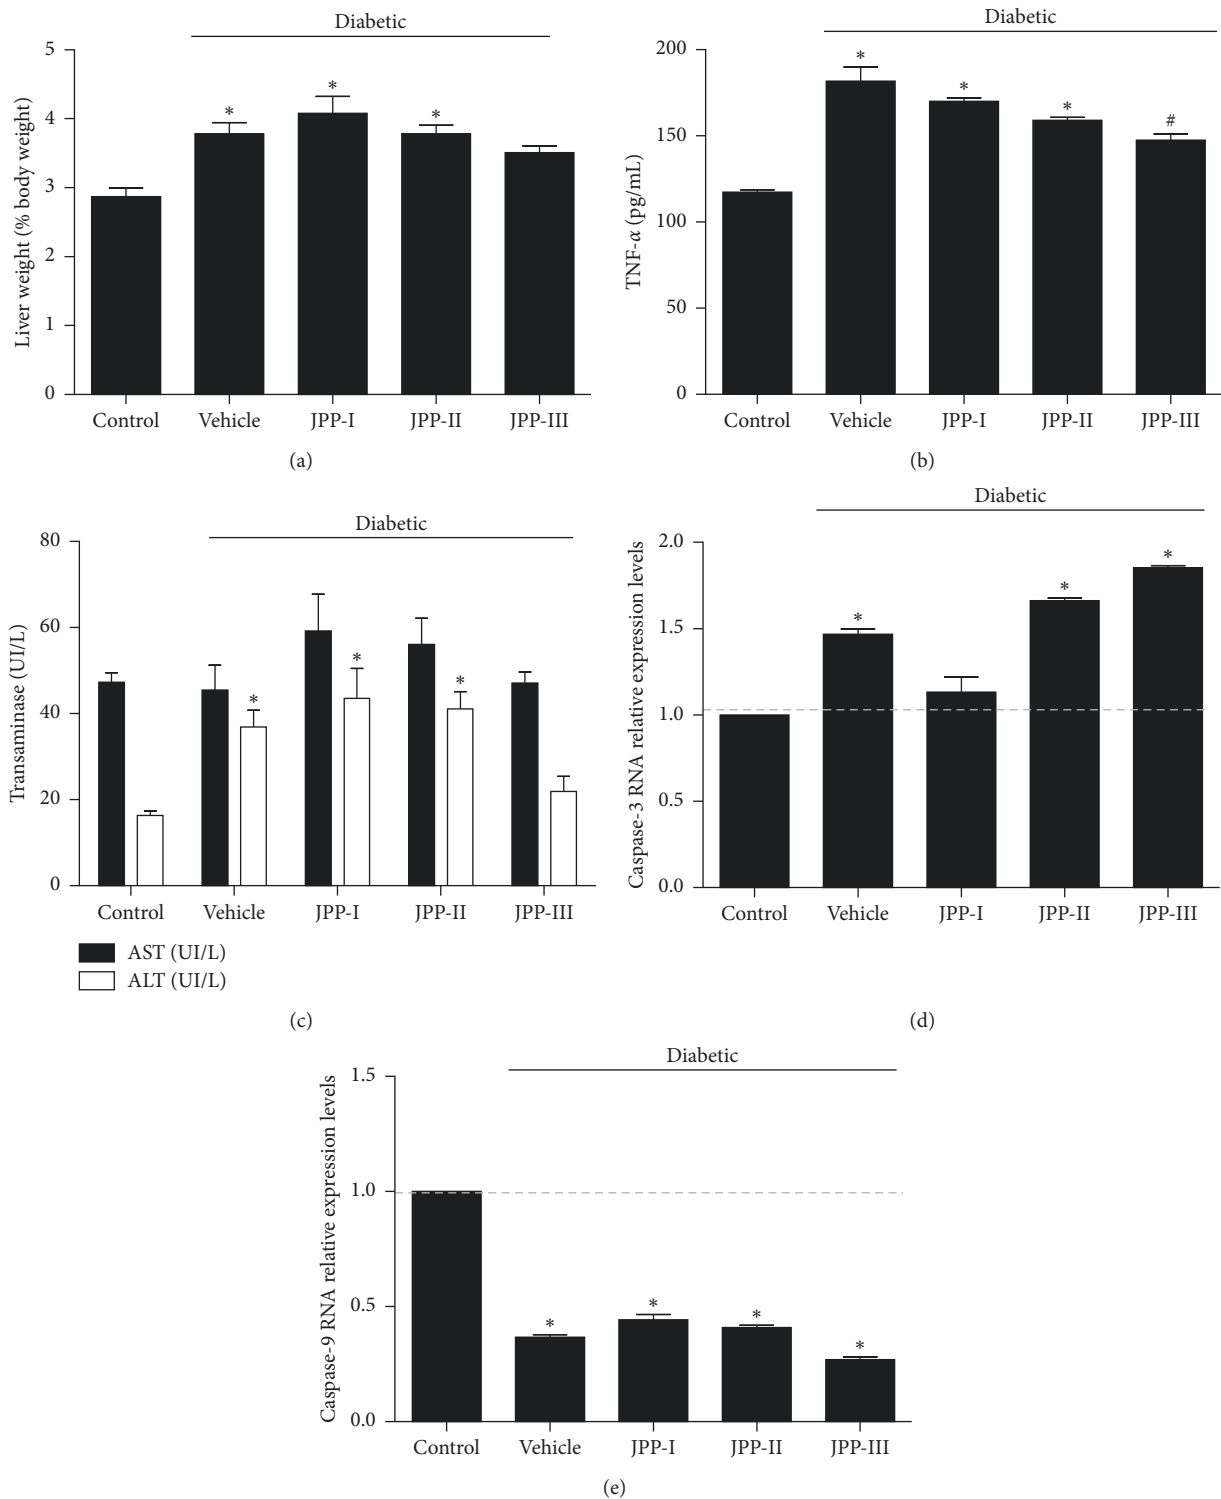 Diabetic
Liver weight (% body weight)
5
4
3
2
1
0
*
*
*
Control Vehicle JPP-I JPP-II JPP-III
(a)
Diabetic
TNF-α (pg/mL)
200
150
100
50
0
*
*
*
#
Control Vehicle JPP-I JPP-II JPP-III
(b)
Diabetic
Transaminase (UI/L)
80
60
40
20
0
*
*
*
Control Vehicle JPP-I JPP-II JPP-III
AST (UI/L)
ALT (UI/L)
(c)
Diabetic
Caspase-3 RNA relative expression levels
2.0
1.5
1.0
0.5
0.0
*
*
*
Control Vehicle JPP-I JPP-II JPP-III
(d)
Diabetic
Caspase-9 RNA relative expression levels
1.5
1.0
0.5
0.0
*
*
*
*
Control Vehicle JPP-I JPP-II JPP-III
(e)